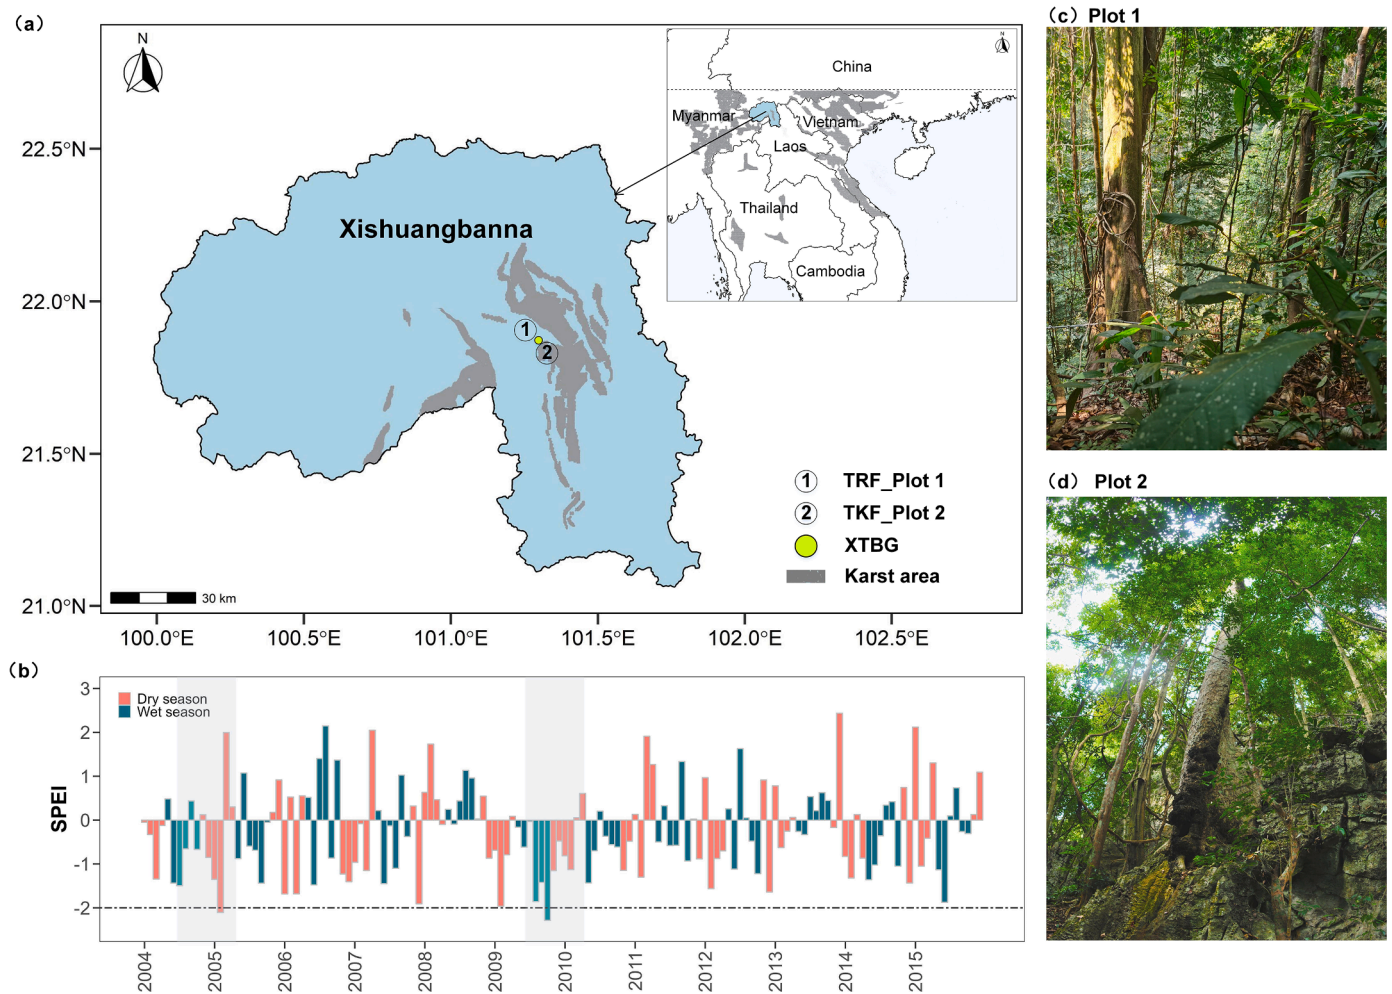 (a)
N
22.5°N
22.0°N
21.5°N
21.0°N
100.0°E
100.5°E
101.0°E
101.5°E
102.0°E
102.5°E
Xishuangbanna
1
2
1 TRF_Plot 1
2 TKF_Plot 2
XTBG
Karst area
30 km
N
China
Myanmar
Vietnam
Laos
Thailand
Cambodia
(b)
SPEI
3
2
1
0
-1
-2
Dry season
Wet season
2004
2005
2006
2007
2008
2009
2010
2011
2012
2013
2014
2015
(c) Plot 1
(d) Plot 2